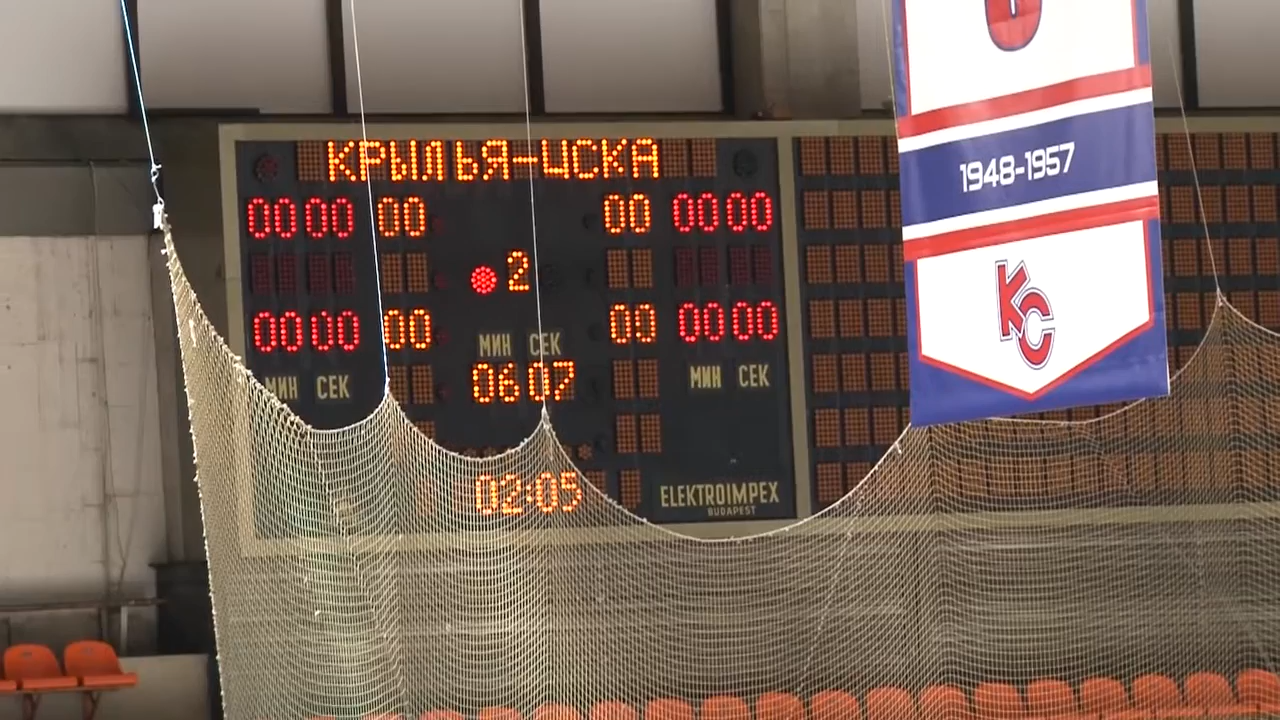 КРЫЛЬЯ-ЦСКА
00 00 00 00 00 00
2
00 00 00 00 00 00
МИН СЕК
МИН СЕК 06 07 МИН СЕК
02:05
ELEKTROIMPEX
BUDAPEST
1948-1957
КС